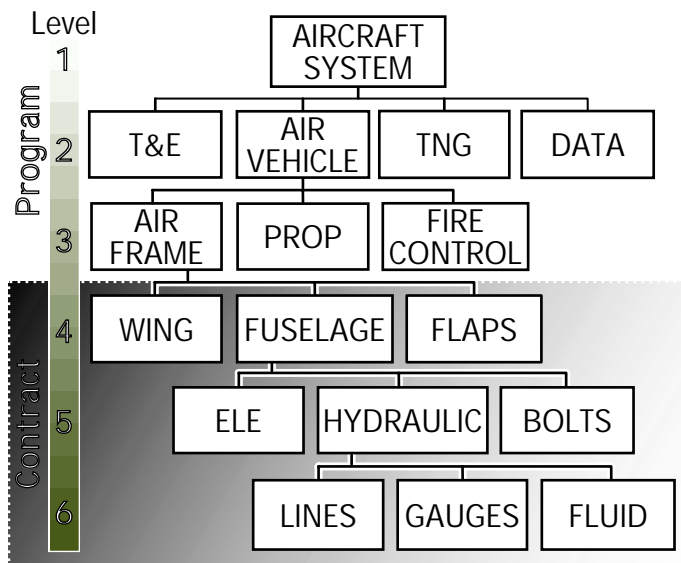 Level
1
AIRCRAFT
SYSTEM
Program
2
T&E
AIR
VEHICLE
TNG
DATA
3
AIR
FRAME
PROP
FIRE
CONTROL
Contract
4
WING
FUSELAGE
FLAPS
5
ELE
HYDRAULIC
BOLTS
6
LINES
GAUGES
FLUID